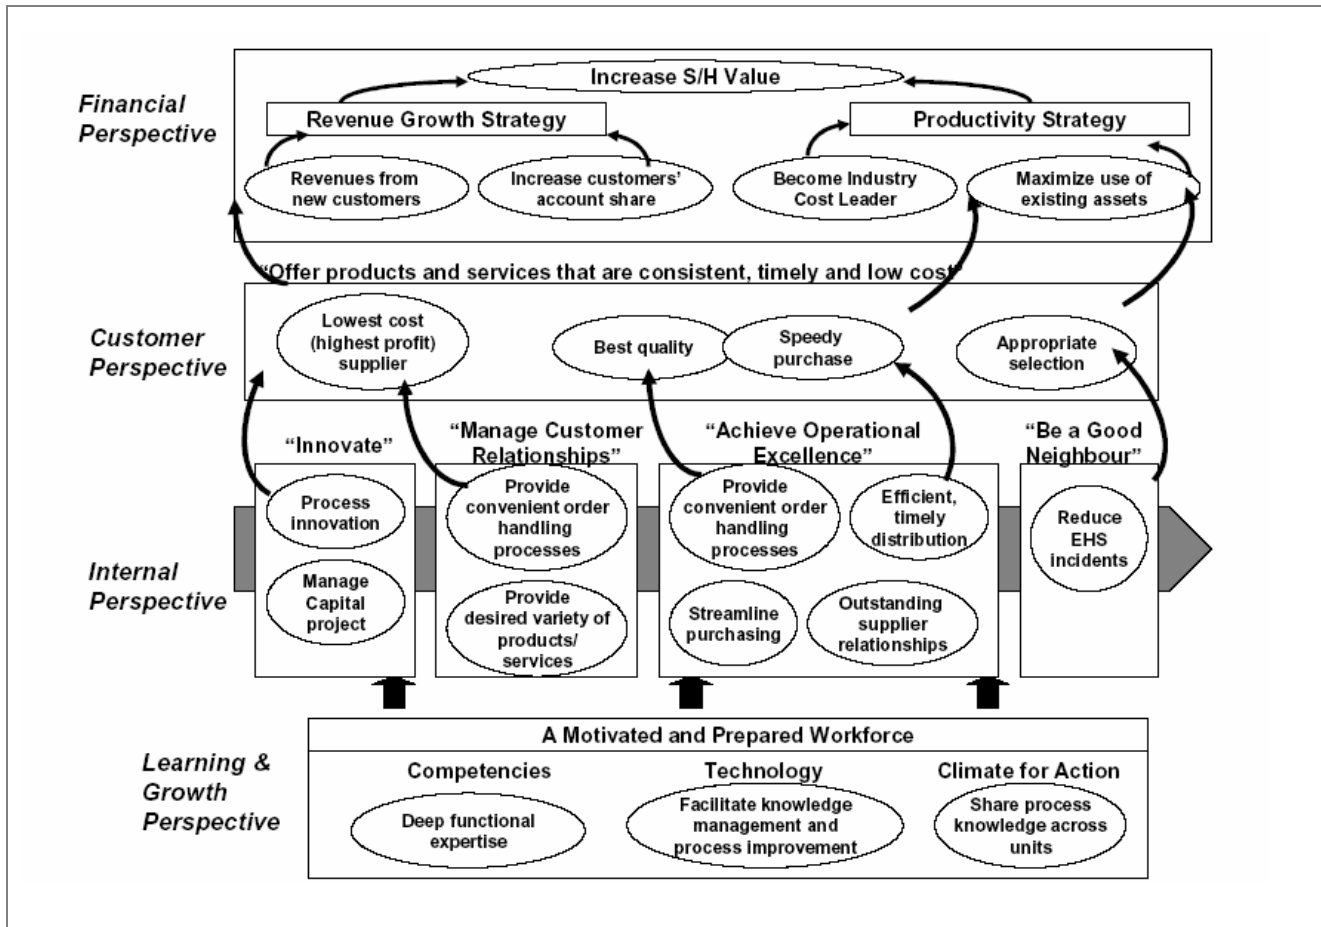 Financial
Perspective
Increase S/H Value
Revenue Growth Strategy
Productivity Strategy
Revenues from
new customers
Increase customers’
account share
Become Industry
Cost Leader
Maximize use of
existing assets
“Offer products and services that are consistent, timely and low cost”
Customer
Perspective
Lowest cost
(highest profit)
supplier
Best quality
Speedy
purchase
Appropriate
selection
“Innovate”
“Manage Customer
Relationships”
“Achieve Operational
Excellence”
“Be a Good
Neighbour”
Internal
Perspective
Process
innovation
Manage
Capital
project
Provide
convenient order
handling
processes
Provide
desired variety of
products/
services
Provide
convenient order
handling
processes
Efficient,
timely
distribution
Streamline
purchasing
Outstanding
supplier
relationships
Reduce
EHS
incidents
Learning &
Growth
Perspective
A Motivated and Prepared Workforce
Competencies
Deep functional
expertise
Technology
Facilitate knowledge
management and
process improvement
Climate for Action
Share process
knowledge across
units